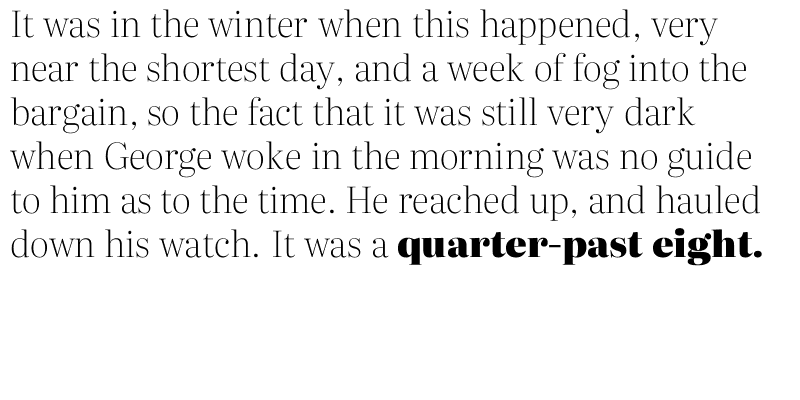 It was in the winter when this happened, very
near the shortest day, and a week of fog into the
bargain, so the fact that it was still very dark
when George woke in the morning was no guide
to him as to the time. He reached up, and hauled
down his watch. It was a quarter-past eight.